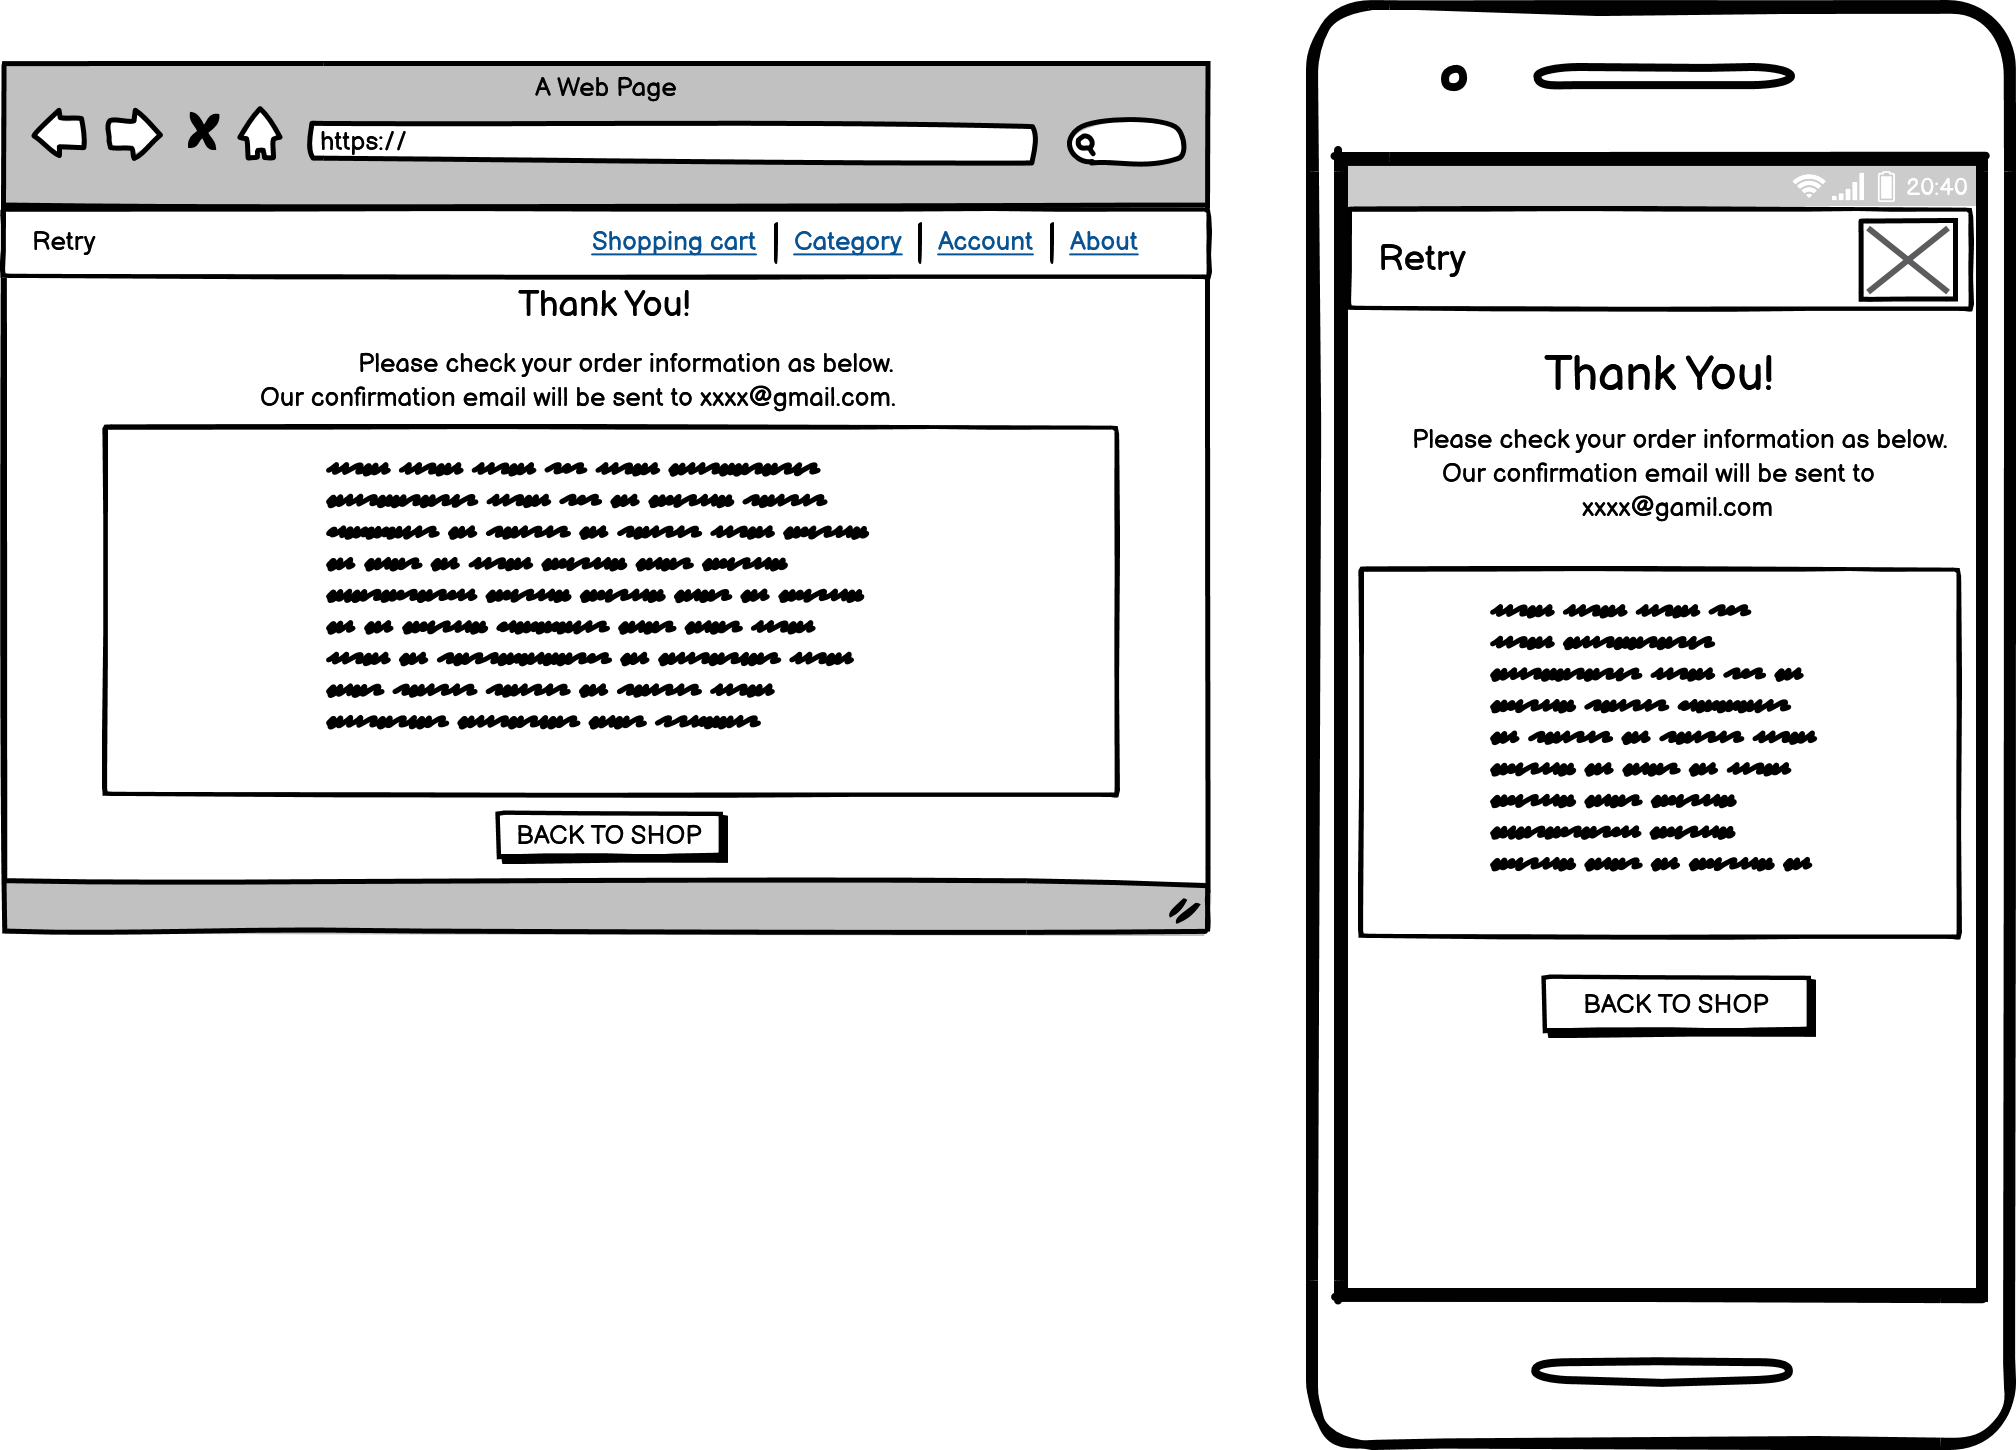 A Web Page
https://
Retry
Shopping cart
Category
Account
About
Thank You!
Please check your order information as below.
Our confirmation email will be sent to xxxx@gmail.com.
BACK TO SHOP
20:40
Retry
Thank You!
Please check your order information as below.
Our confirmation email will be sent to
xxxx@gamil.com
BACK TO SHOP